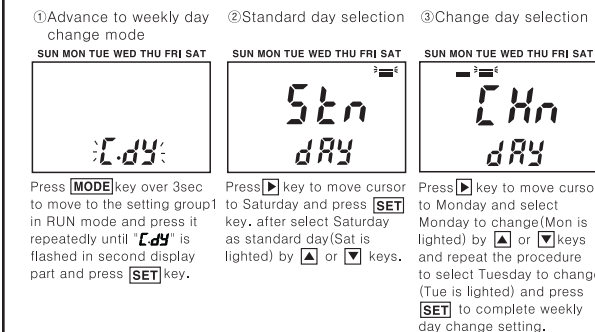 ①Advance to weekly day
change mode
SUN MON TUE WED THU FRI SAT
C.dY
Press MODE key over 3sec
to move to the setting group1
in RUN mode and press it
repeatedly until "C.dY" is
flashed in second display
part and press SET key.
②Standard day selection
SUN MON TUE WED THU FRI SAT
Stn
dAY
Press ▶ key to move cursor
to Saturday and press SET
key. after select Saturday
as standard day(Sat is
lighted) by ▲ or ▼ keys.
③Change day selection
SUN MON TUE WED THU FRI SAT
CHn
dAY
Press ▶ key to move curso
to Monday and select
Monday to change(Mon is
lighted) by ▲ or ▼ keys
and repeat the procedure
to select Tuesday to change
(Tue is lighted) and press
SET to complete weekly
day change setting.